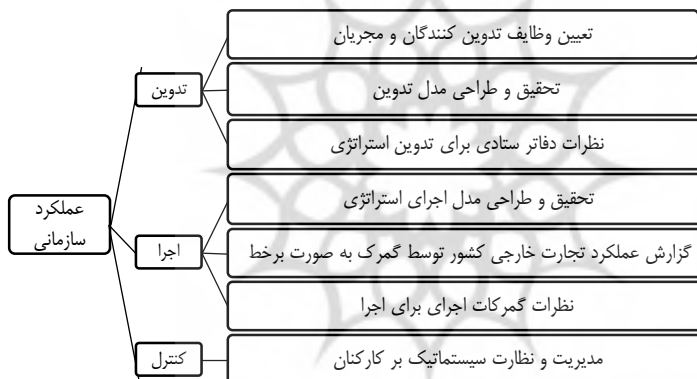 تعیین وظایف تدوین کنندگان و مجریان
تدوین
تحقیق و طراحی مدل تدوین
نظرات دفاتر ستادی برای تدوین استراتژی
عملکرد
سازمانی
تحقیق و طراحی مدل اجرای استراتژی
اجرا
گزارش عملکرد تجارت خارجی کشور توسط گمرک به صورت برخط
نظرات گمرکات اجرای برای اجرا
کنترل
مدیریت و نظارت سیستماتیک بر کارکنان